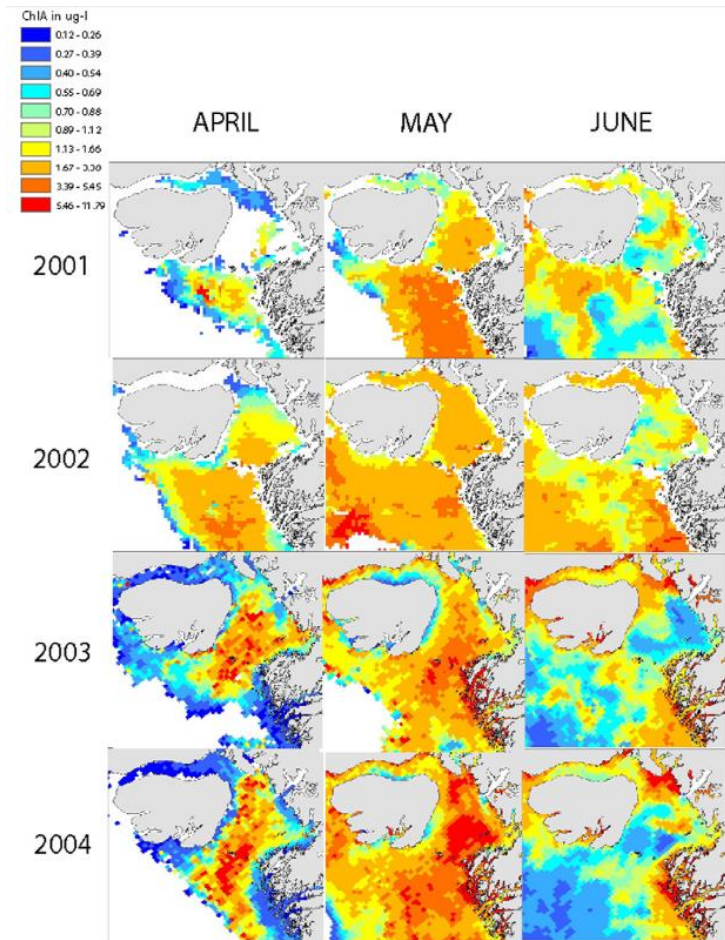 ChlA in ug-l
0.12 - 0.26
0.27 - 0.39
0.40 - 0.54
0.55 - 0.69
0.70 - 0.88
0.89 - 1.12
1.13 - 1.66
1.67 - 3.38
3.39 - 5.45
5.46 - 11.79
APRIL MAY JUNE
2001
2002
2003
2004